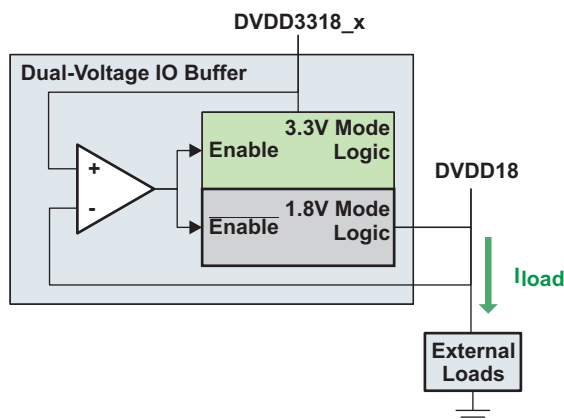 DVDD3318_x
Dual-Voltage IO Buffer
3.3V Mode
Logic
Enable
+
-
1.8V Mode
Logic
Enable
DVDD18
Iload
External
Loads